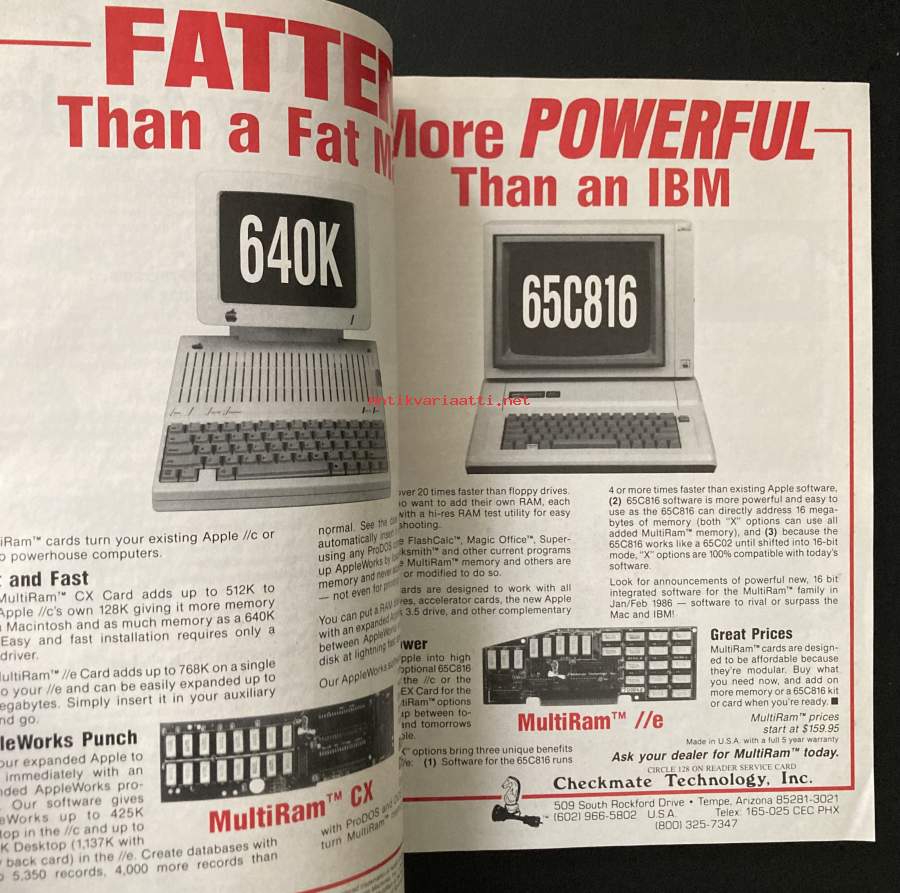 FATTE
Than a Fat
640K
iRam™ cards turn your existing Apple //c or
powerhouse computers.
and Fast
MultiRam™ CX Card adds up to 512K to
Apple //c's own 128K giving it more memory
Macintosh and as much memory as a 640K
Easy and fast installation requires only a
driver.
ultiRam™ //e Card adds up to 768K on a single
o your //e and can be easily expanded up to
egabytes. Simply insert it in your auxiliary
nd go.
leWorks Punch
our expanded Apple to
immediately with an
nded AppleWorks pro-
Our software gives
eWorks up to 425K
top in the //c and up to
K Desktop (1,137K with
back card) in the //e. Create databases with
5,350 records, 4,000 more records than
normal. See the
automatically
using any ProDOS
up AppleWorks by
memory and never
— not even for
You can put a RAM
with an expanded
between AppleWorks
disk at lightning
Our AppleWorks
MultiRam™ CX
with ProDOS and
turn MultiRam™
More POWERFUL
Than an IBM
65C816
antikvariaatti.net
over 20 times faster than floppy drives.
o want to add their own RAM, each
with a hi-res RAM test utility for easy
shooting.
e FlashCalc™, Magic Office™, Super-
ksmith™ and other current programs
e MultiRam™ memory and others are
or modified to do so.
ards are designed to work with all
es, accelerator cards, the new Apple
3.5 drive, and other complementary
wer
pple into high
optional 65C816
the //c or the
EX Card for the
tiRam™ options
p between to-
and tomorrows
ble.
options bring three unique benefits
/e: (1) Software for the 65C816 runs
4 or more times faster than existing Apple software,
(2) 65C816 software is more powerful and easy to
use as the 65C816 can directly address 16 mega-
bytes of memory (both "X" options can use all
added MultiRam™ memory), and (3) because the
65C816 works like a 65C02 until shifted into 16-bit
mode, "X" options are 100% compatible with today's
software.
Look for announcements of powerful new, 16 bit
integrated software for the MultiRam™ family in
Jan/Feb 1986 — software to rival or surpass the
Mac and IBM!
MultiRam™ //e
Great Prices
MultiRam™ cards are design-
ed to be affordable because
they're modular. Buy what
you need now, and add on
more memory or a 65C816 kit
or card when you're ready. ■
MultiRam™ prices
start at $159.95
Made in U.S.A. with a full 5 year warranty
Ask your dealer for MultiRam™ today.
CIRCLE 128 ON READER SERVICE CARD
Checkmate Technology, Inc.
509 South Rockford Drive • Tempe, Arizona 85281-3021
™ (602) 966-5802 U.S.A. Telex: 165-025 CEC PHX
(800) 325-7347